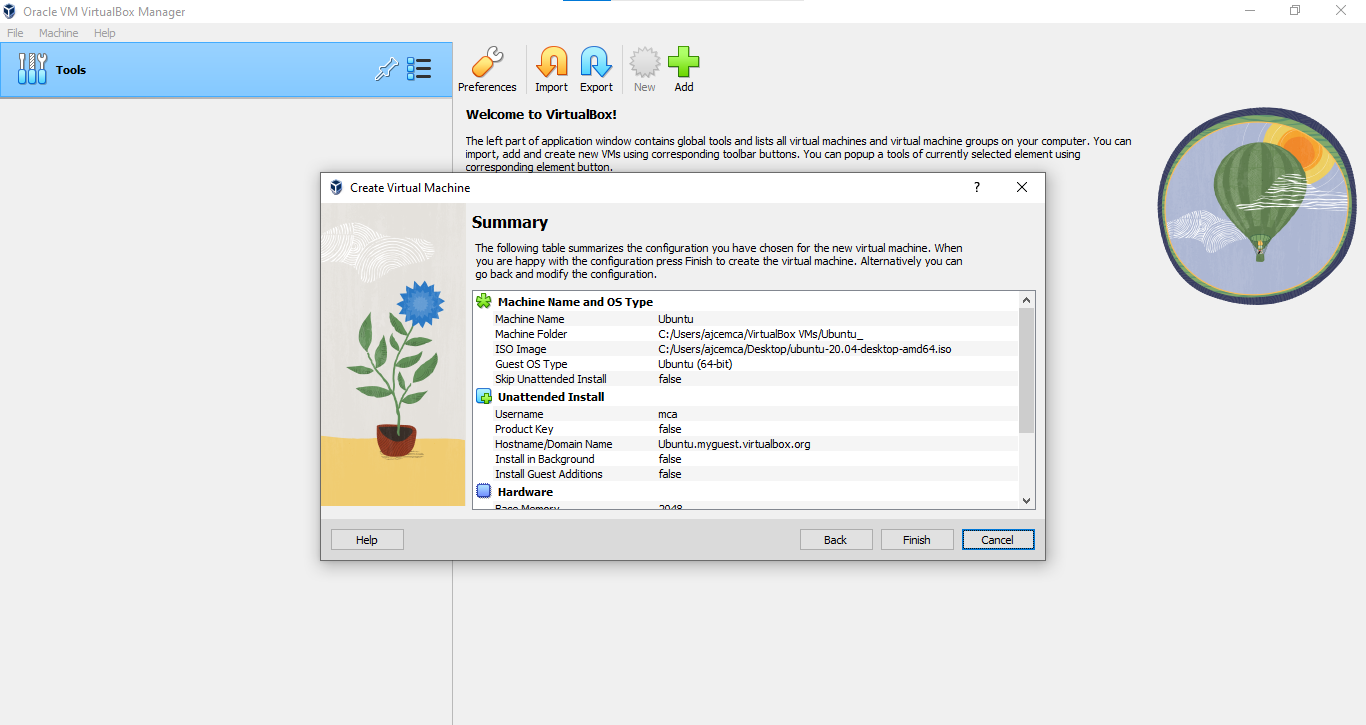 Oracle VM VirtualBox Manager
File Machine Help
Tools
Preferences Import Export New Add
Welcome to VirtualBox!
The left part of application window contains global tools and lists all virtual machines and virtual machine groups on your computer. You can
import, add and create new VMs using corresponding toolbar buttons. You can popup a tools of currently selected element using
corresponding element button.
Create Virtual Machine ?
Summary
The following table summarizes the configuration you have chosen for the new virtual machine. When
you are happy with the configuration press Finish to create the virtual machine. Alternatively you can
go back and modify the configuration.
Machine Name and OS Type
Machine Name Ubuntu
Machine Folder C:/Users/ajcemca/VirtualBox VMs/Ubuntu_
ISO Image C:/Users/ajcemca/Desktop/ubuntu-20.04-desktop-amd64.iso
Guest OS Type Ubuntu (64-bit)
Skip Unattended Install false
Unattended Install
Username mca
Product Key false
Hostname/Domain Name Ubuntu.myguest.virtualbox.org
Install in Background false
Install Guest Additions false
Hardware
Base Memory 2048
Help Back Finish Cancel